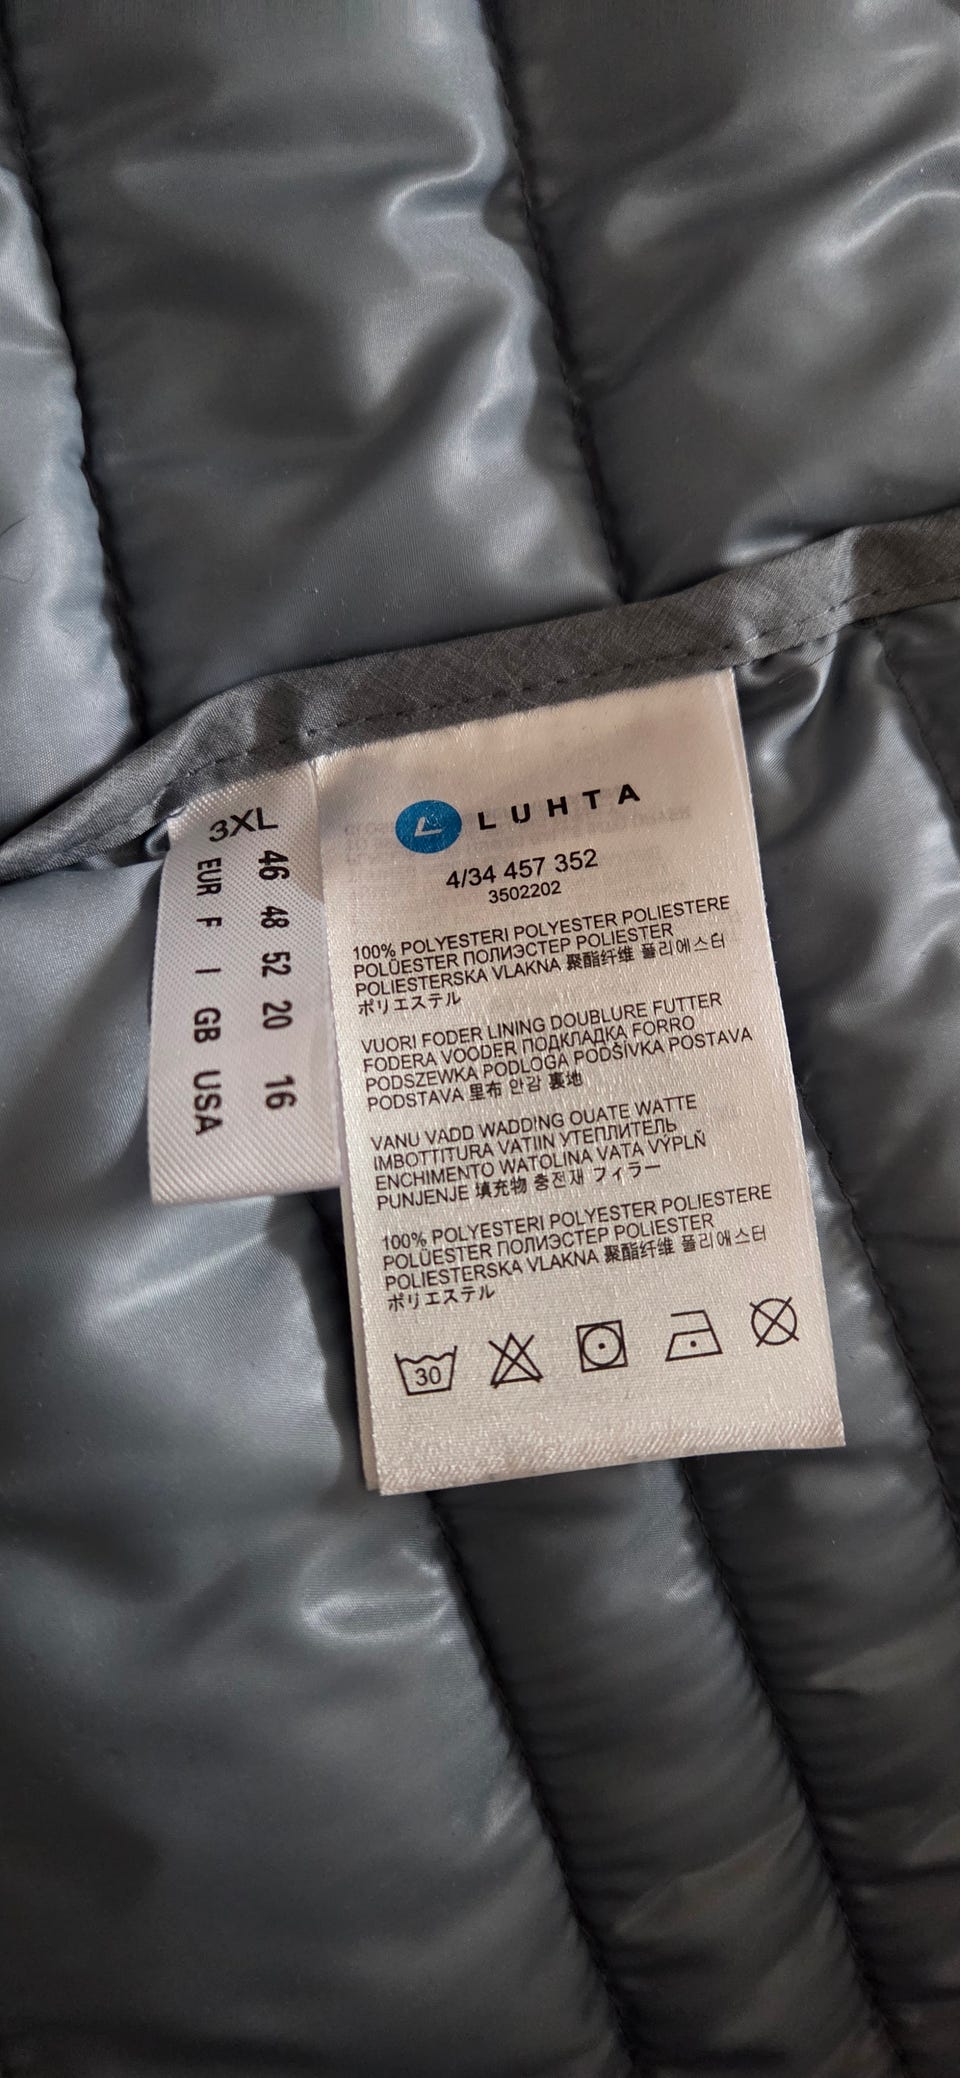 3XL
EUR 46
F 48
I 52
GB 20
USA 16
LUHTA
4/34 457 352
3502202
100% POLYESTERI POLYESTER POLIESTERE
POLÜESTER ПОЛИЭСТЕР POLIESTER
POLIESTERSKA VLAKNA 聚酯纤维 폴리에스터
ポリエステル
VUORI FODER LINING DOUBLURE FUTTER
FODERA VOODER ПОДКЛАДКА FORRO
PODSZEWKA PODLOGA PODŠÍVKA POSTAVA
PODSTAVA 里布 안감 裏地
VANU VADD WADDING OUATE WATTE
IMBOTTITURA VATIIN УТЕПЛИТЕЛЬ
ENCHIMENTO WATOLINA VATA VÝPLŇ
PUNJENJE 填充物 충전재 フィラー
100% POLYESTERI POLYESTER POLIESTERE
POLÜESTER ПОЛИЭСТЕР POLIESTER
POLIESTERSKA VLAKNA 聚酯纤维 폴리에스터
ポリエステル
30